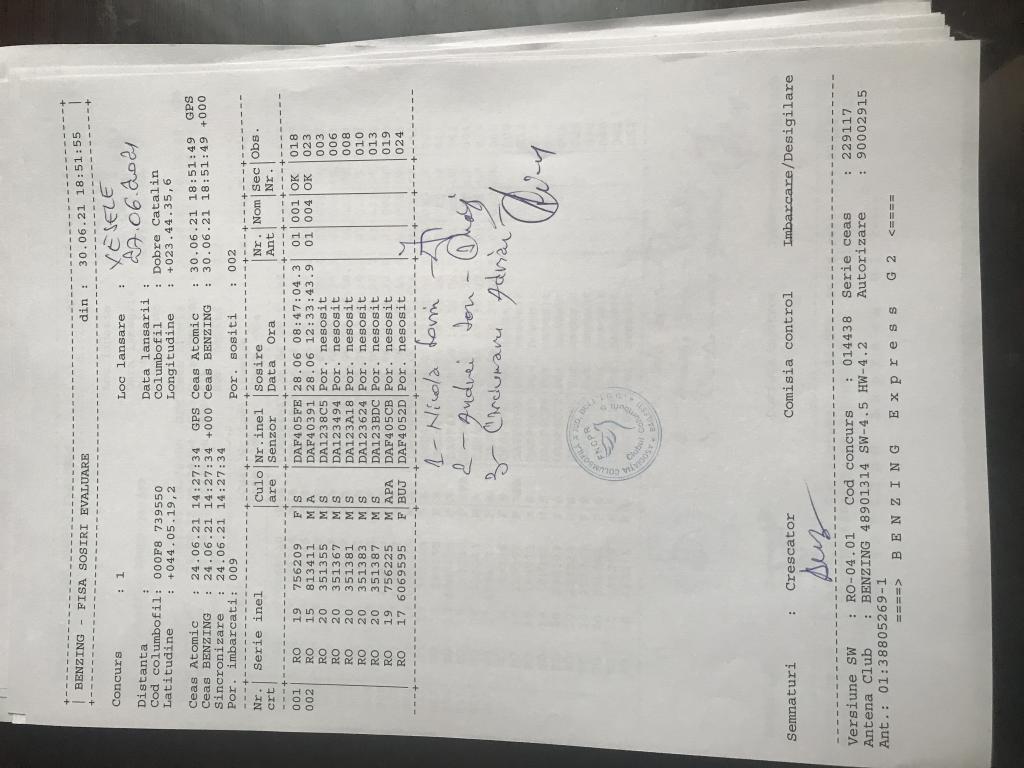 BENZING - FISA SOSIRI EVALUARE din : 30.06.21 18:51:55
Concurs : 1 Loc lansare : VESELE
Distanta : Data lansarii : 27.06.2021
Cod columbofil: 000F8 739550 Columbofil : Dobre Catalin
Latitudine : +044.05.19,2 Longitudine : +023.44.35,6
Ceas Atomic : 24.06.21 14:27:34 GPS Ceas Atomic : 30.06.21 18:51:49 GPS
Ceas BENZING : 24.06.21 14:27:34 +000 Ceas BENZING : 30.06.21 18:51:49 +000
Sincronizare : 24.06.21 14:27:34
Por. imbarcati: 009 Por. sositi : 002
Nr.| Serie inel |Culo|Nr.inel |Sosire |Nr. |Nom|Sec|Obs.
crt| |are |Senzor |Data Ora |Ant | |Nr.|
001 RO 19 756209 F S DAF405FE 28.06 08:47:04.3 01 001 OK 018
002 RO 15 813411 M A DAF40391 28.06 12:33:43.9 01 004 OK 023
RO 20 351355 M S DA1238C5 Por. nesosit 003
RO 20 351367 M S DA123494 Por. nesosit 006
RO 20 351381 M S DA123A18 Por. nesosit 008
RO 20 351383 M S DA123624 Por. nesosit 010
RO 20 351387 M S DA123BDC Por. nesosit 013
RO 19 756225 M APA DAF405CB Por. nesosit 019
RO 17 6069595 F BUJ DAF4052D Por. nesosit 024
1 - Nicola
2 - Andrei Ion -
3 - Adrian
Semnaturi : Crescator Comisia control Imbarcare/Desigilare
Versiune SW : RO-04.01 Cod concurs : 014438 Serie ceas : 229117
Antena Club : BENZING 48901314 SW-4.5 HW-4.2 Autorizare : 90002915
Ant.: 01:38805269-1
====> B E N Z I N G E X p r e s s G 2 <====